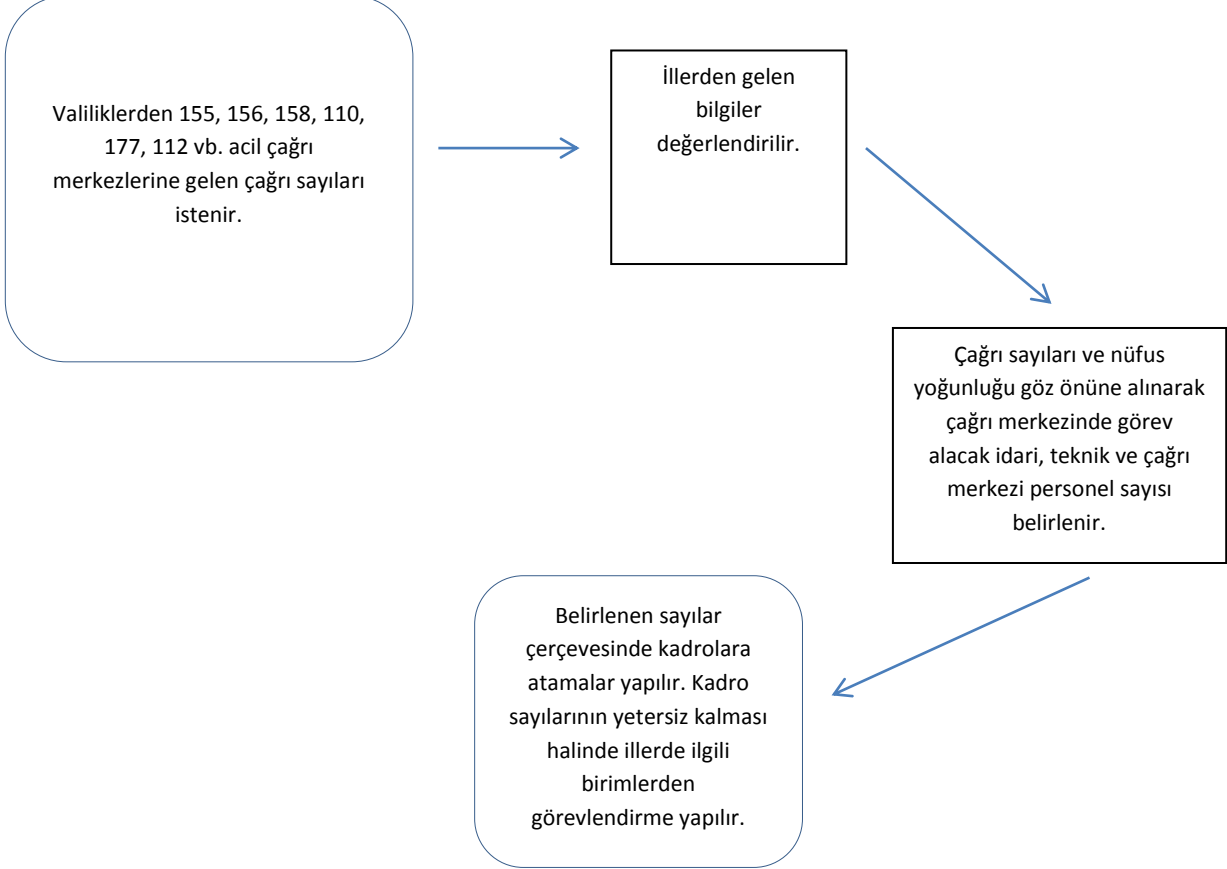 Valiliklerden 155, 156, 158, 110,
177, 112 vb. acil çağrı
merkezlerine gelen çağrı sayıları
istenir.
İllerden gelen
bilgiler
değerlendirilir.
Çağrı sayıları ve nüfus
yoğunluğu göz önüne alınarak
çağrı merkezinde görev
alacak idari, teknik ve çağrı
merkezi personel sayısı
belirlenir.
Belirlenen sayılar
çerçevesinde kadrolara
atamalar yapılır. Kadro
sayılarının yetersiz kalması
halinde illerde ilgili
birimlerden
görevlendirme yapılır.